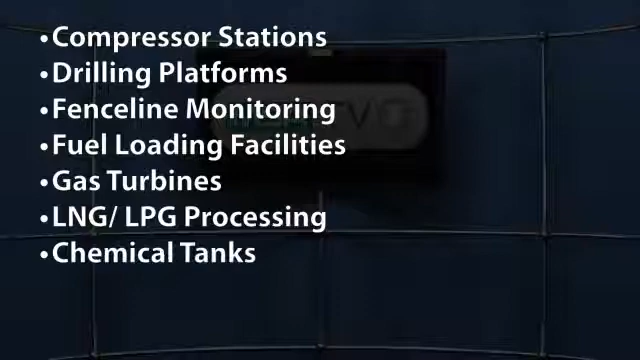 •Compressor Stations
•Drilling Platforms
•Fenceline Monitoring
•Fuel Loading Facilities
•Gas Turbines
•LNG/ LPG Processing
•Chemical Tanks